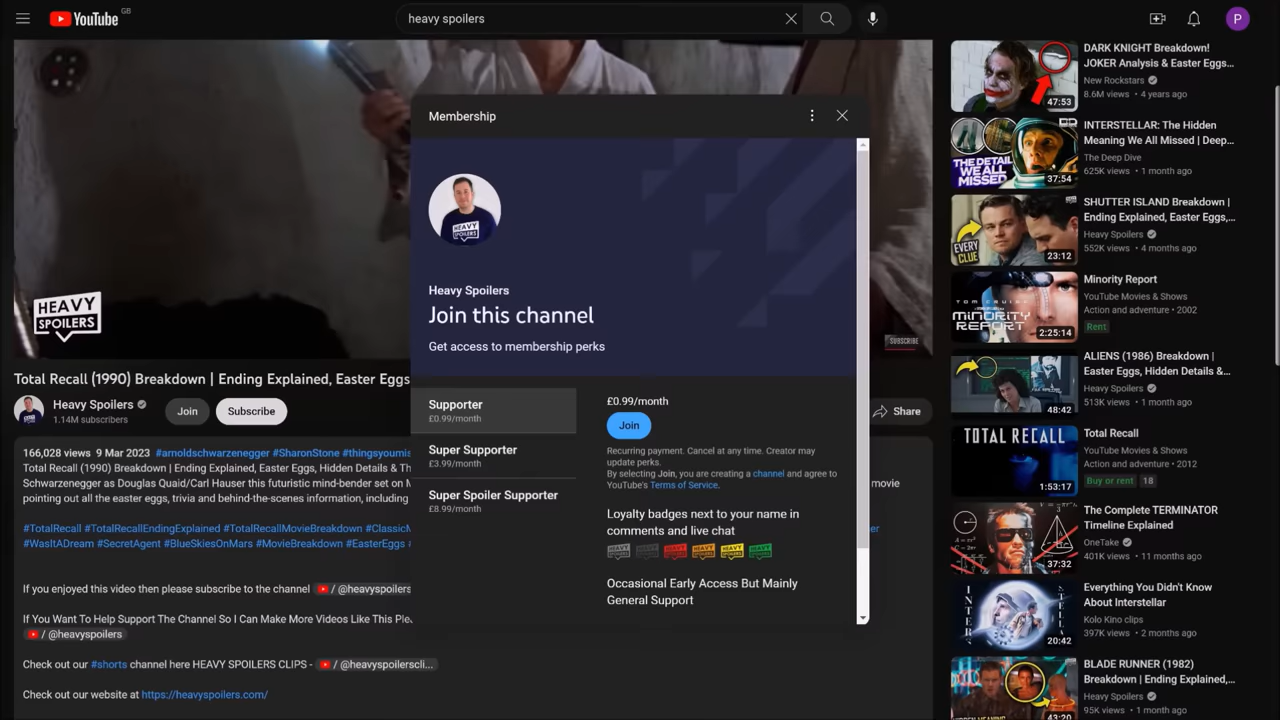 YouTube GB
heavy spoilers
P
HEAVY
SPOILERS
SUBSCRIBE
Total Recall (1990) Breakdown | Ending Explained, Easter Eggs
Heavy Spoilers
1.14M subscribers
Join
Subscribe
Share
166,028 views 9 Mar 2023 #arnoldschwarzenegger #SharonStone #thingsyoumis
Total Recall (1990) Breakdown | Ending Explained, Easter Eggs, Hidden Details & Th
Schwarzenegger as Douglas Quaid/Carl Hauser this futuristic mind-bender set on M
movie
pointing out all the easter eggs, trivia and behind-the-scenes information, including
#TotalRecall #TotalRecallEndingExplained #TotalRecallMovieBreakdown #ClassicM
er
#WasItADream #SecretAgent #BlueSkiesOnMars #MovieBreakdown #EasterEggs #
If you enjoyed this video then please subscribe to the channel / @heavyspoilers
If You Want To Help Support The Channel So I Can Make More Videos Like This Ple
/ @heavyspoilers
Check out our #shorts channel here HEAVY SPOILERS CLIPS - / @heavyspoilerscli...
Check out our website at https://heavyspoilers.com/
Membership
HEAVY
SPOILERS
Heavy Spoilers
Join this channel
Get access to membership perks
Supporter
£0.99/month
Super Supporter
£3.99/month
Super Spoiler Supporter
£8.99/month
£0.99/month
Join
Recurring payment. Cancel at any time. Creator may
update perks.
By selecting Join, you are creating a channel and agree to
YouTube's Terms of Service.
Loyalty badges next to your name in
comments and live chat
Occasional Early Access But Mainly
General Support
47:53
DARK KNIGHT Breakdown!
JOKER Analysis & Easter Eggs...
New Rockstars
8.6M views • 4 years ago
THE DETAIL
WE ALL
MISSED
37:54
INTERSTELLAR: The Hidden
Meaning We All Missed | Deep...
The Deep Dive
625K views • 1 month ago
EVERY
CLUE
23:12
SHUTTER ISLAND Breakdown |
Ending Explained, Easter Eggs,...
Heavy Spoilers
552K views • 4 months ago
TOM CRUISE
MINORITY
REPORT
2:25:14
Minority Report
YouTube Movies & Shows
Action and adventure • 2002
Rent
48:42
ALIENS (1986) Breakdown |
Easter Eggs, Hidden Details &...
Heavy Spoilers
513K views • 1 month ago
TOTAL RECALL
1:53:17
Total Recall
YouTube Movies & Shows
Action and adventure • 2012
Buy or rent 18
37:32
The Complete TERMINATOR
Timeline Explained
OneTake
401K views • 11 months ago
INTER
STELLAR
20:42
Everything You Didn't Know
About Interstellar
Kolo Kino clips
397K views • 2 months ago
43:20
BLADE RUNNER (1982)
Breakdown | Ending Explained,...
Heavy Spoilers
95K views • 1 month ago